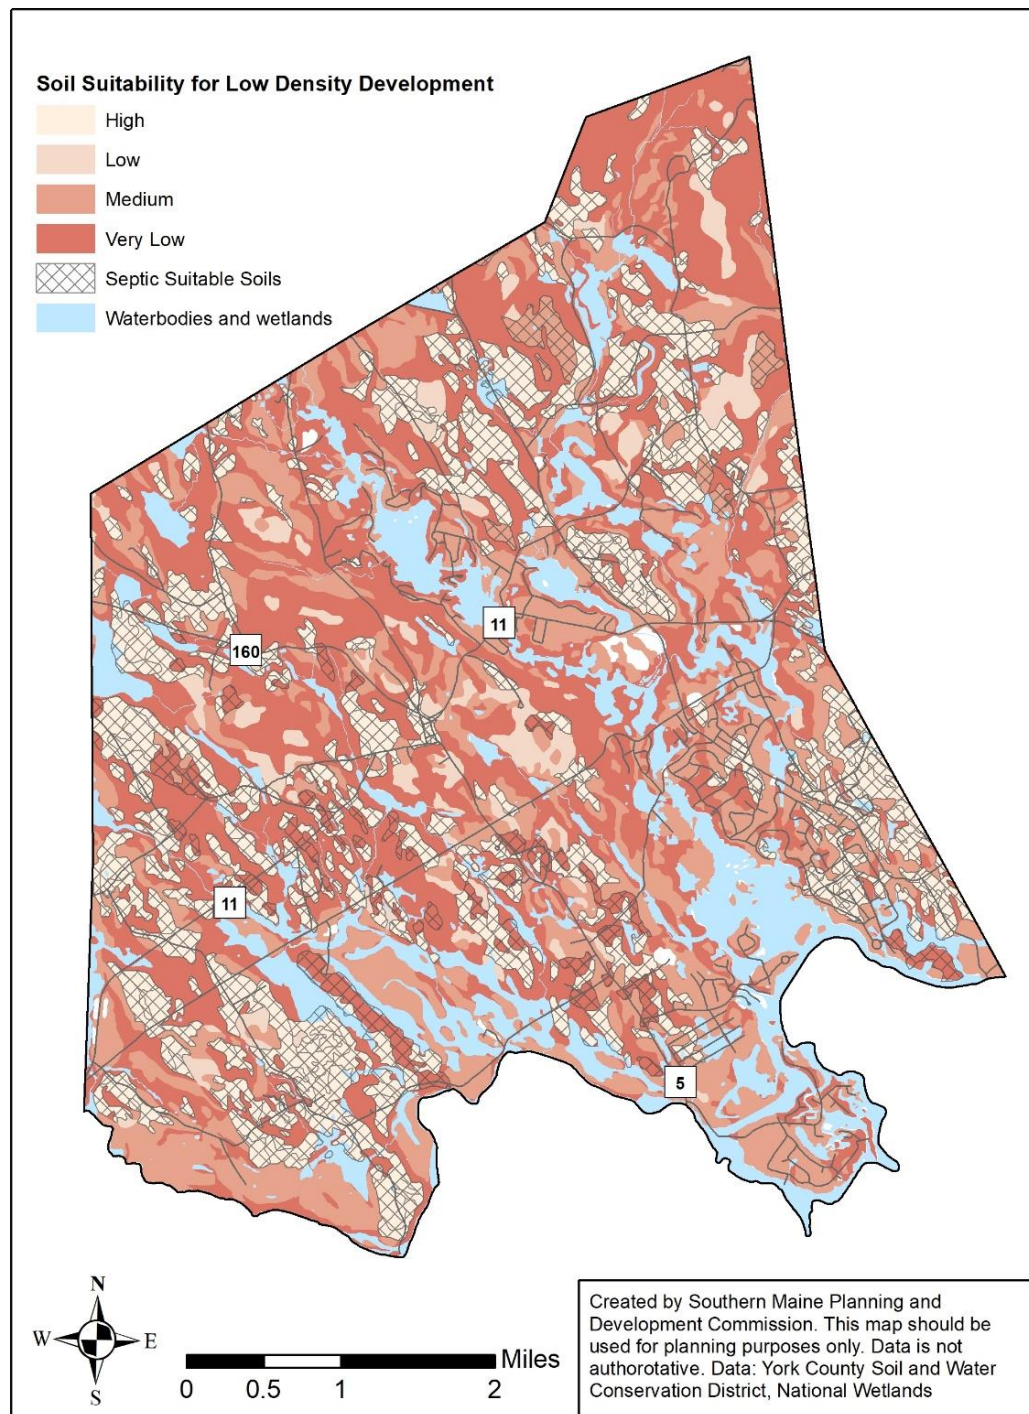 Soil Suitability for Low Density Development
High
Low
Medium
Very Low
Septic Suitable Soils
Waterbodies and wetlands
11
160
11
5
N
W E
S
Miles
0 0.5 1 2
Created by Southern Maine Planning and
Development Commission. This map should be
used for planning purposes only. Data is not
authorotative. Data: York County Soil and Water
Conservation District, National Wetlands